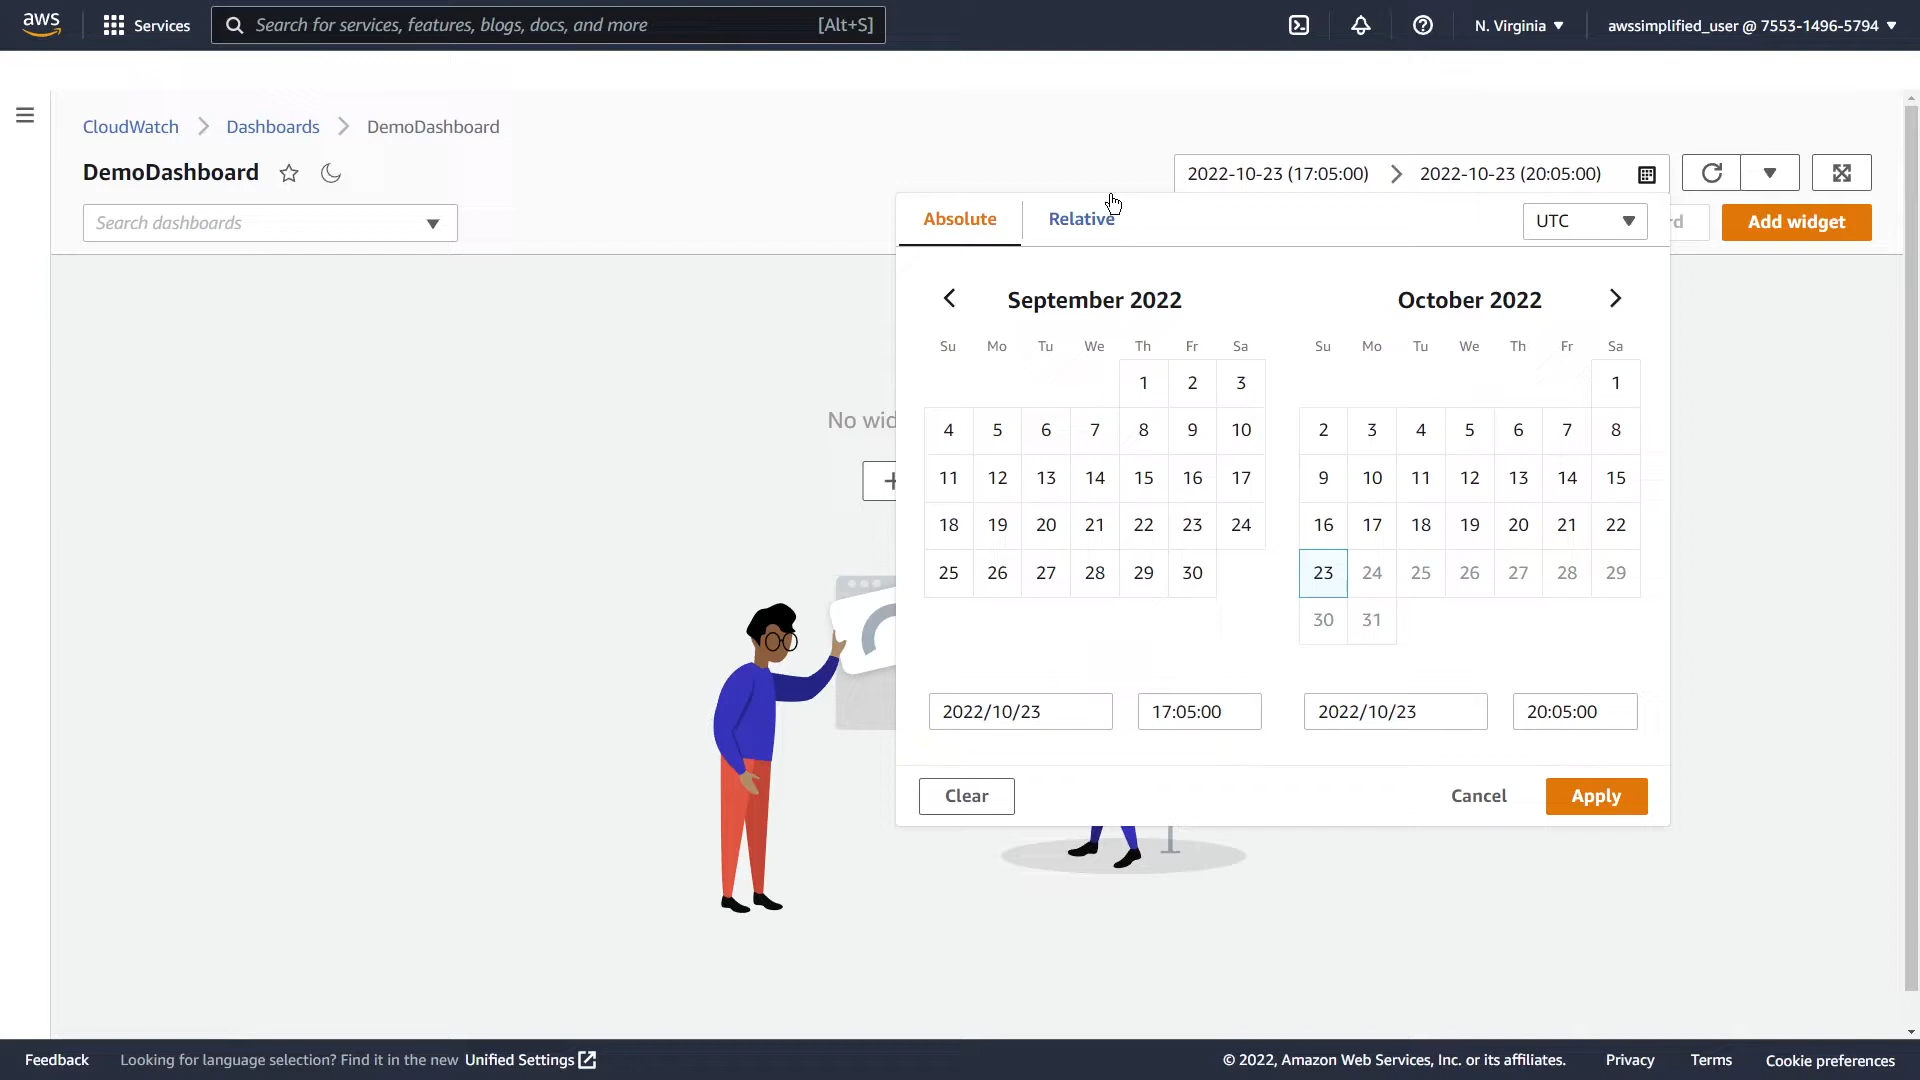 aws Services Search for services, features, blogs, docs, and more [Alt+S] N. Virginia awssimplified_user @ 7553-1496-5794
CloudWatch Dashboards DemoDashboard
DemoDashboard 2022-10-23 (17:05:00) 2022-10-23 (20:05:00)
Search dashboards Absolute Relative UTC Add widget
September 2022 October 2022
Su Mo Tu We Th Fr Sa Su Mo Tu We Th Fr Sa
1 2 3 1
4 5 6 7 8 9 10 2 3 4 5 6 7 8
11 12 13 14 15 16 17 9 10 11 12 13 14 15
18 19 20 21 22 23 24 16 17 18 19 20 21 22
25 26 27 28 29 30 23 24 25 26 27 28 29
30 31
No
2022/10/23 17:05:00 2022/10/23 20:05:00
Clear Cancel Apply
Feedback Looking for language selection? Find it in the new Unified Settings © 2022, Amazon Web Services, Inc. or its affiliates. Privacy Terms Cookie preferences